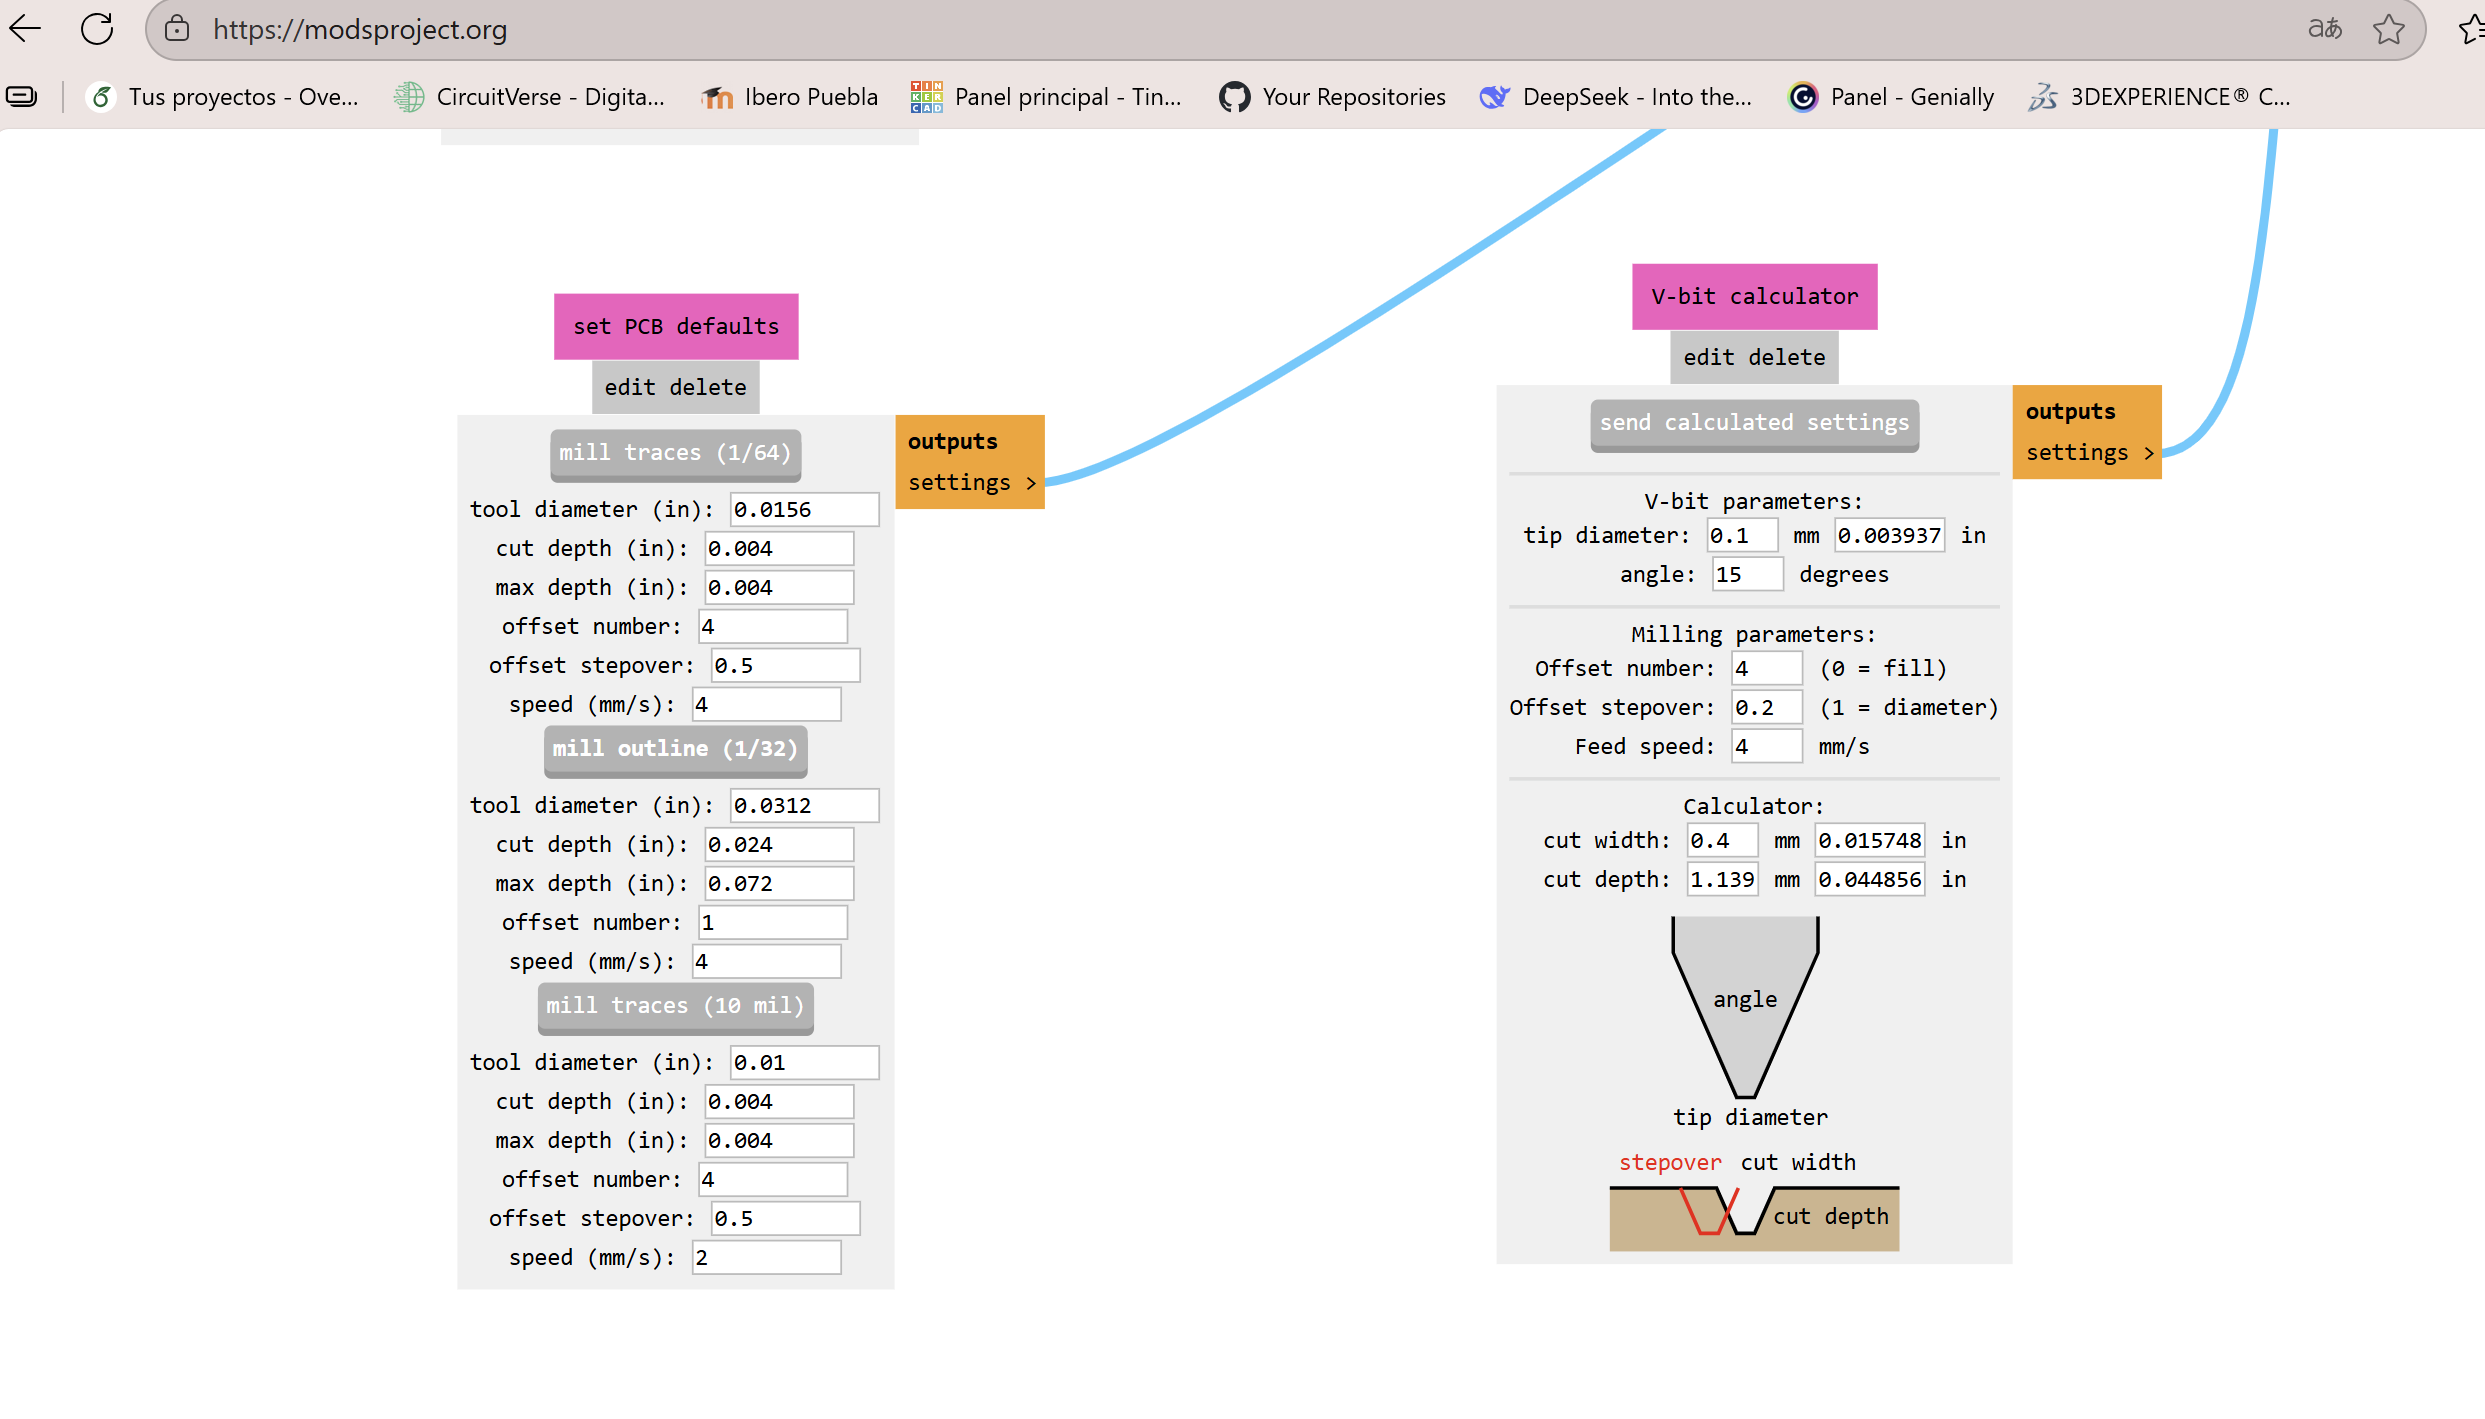 https://modsproject.org
aあ
Tus proyectos - Ove...
CircuitVerse - Digita...
Ibero Puebla
TIN
KER
CAD
Panel principal - Tin...
Your Repositories
DeepSeek - Into the...
Panel - Genially
3DEXPERIENCE® C...
set PCB defaults
edit delete
mill traces (1/64)
tool diameter (in): 0.0156
cut depth (in): 0.004
max depth (in): 0.004
offset number: 4
offset stepover: 0.5
speed (mm/s): 4
mill outline (1/32)
tool diameter (in): 0.0312
cut depth (in): 0.024
max depth (in): 0.072
offset number: 1
speed (mm/s): 4
mill traces (10 mil)
tool diameter (in): 0.01
cut depth (in): 0.004
max depth (in): 0.004
offset number: 4
offset stepover: 0.5
speed (mm/s): 2
outputs
settings >
V-bit calculator
edit delete
send calculated settings
V-bit parameters:
tip diameter: 0.1 mm 0.003937 in
angle: 15 degrees
Milling parameters:
Offset number: 4 (0 = fill)
Offset stepover: 0.2 (1 = diameter)
Feed speed: 4 mm/s
Calculator:
cut width: 0.4 mm 0.015748 in
cut depth: 1.139 mm 0.044856 in
angle
tip diameter
stepover cut width
cut depth
outputs
settings >